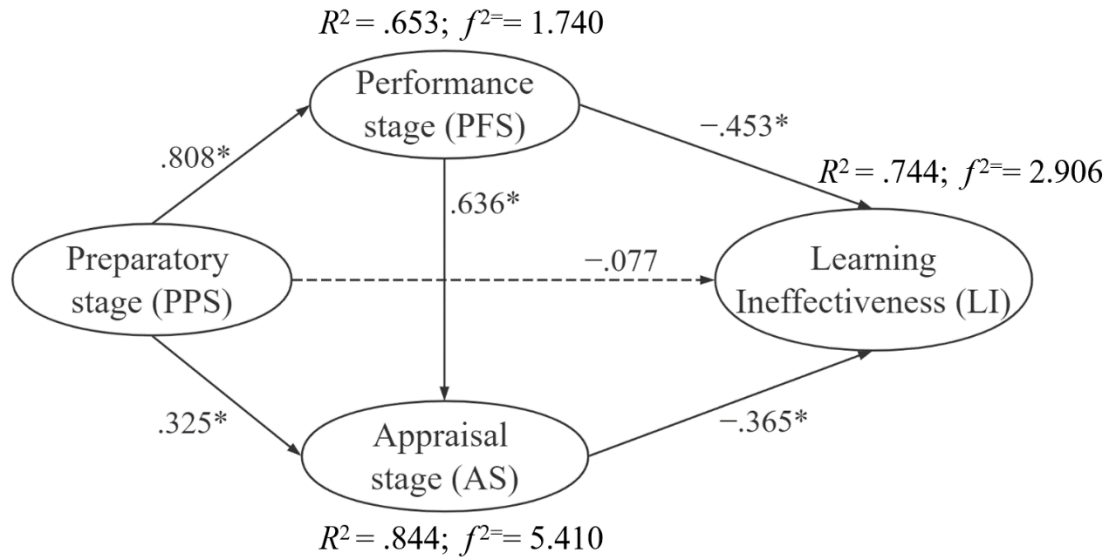 R² = .653; f²⁼= 1.740
Performance
stage (PFS)
.808*
−.453*
R² = .744; f²⁼= 2.906
.636*
Preparatory
stage (PPS)
−.077
Learning
Ineffectiveness (LI)
.325*
−.365*
Appraisal
stage (AS)
R² = .844; f²⁼= 5.410